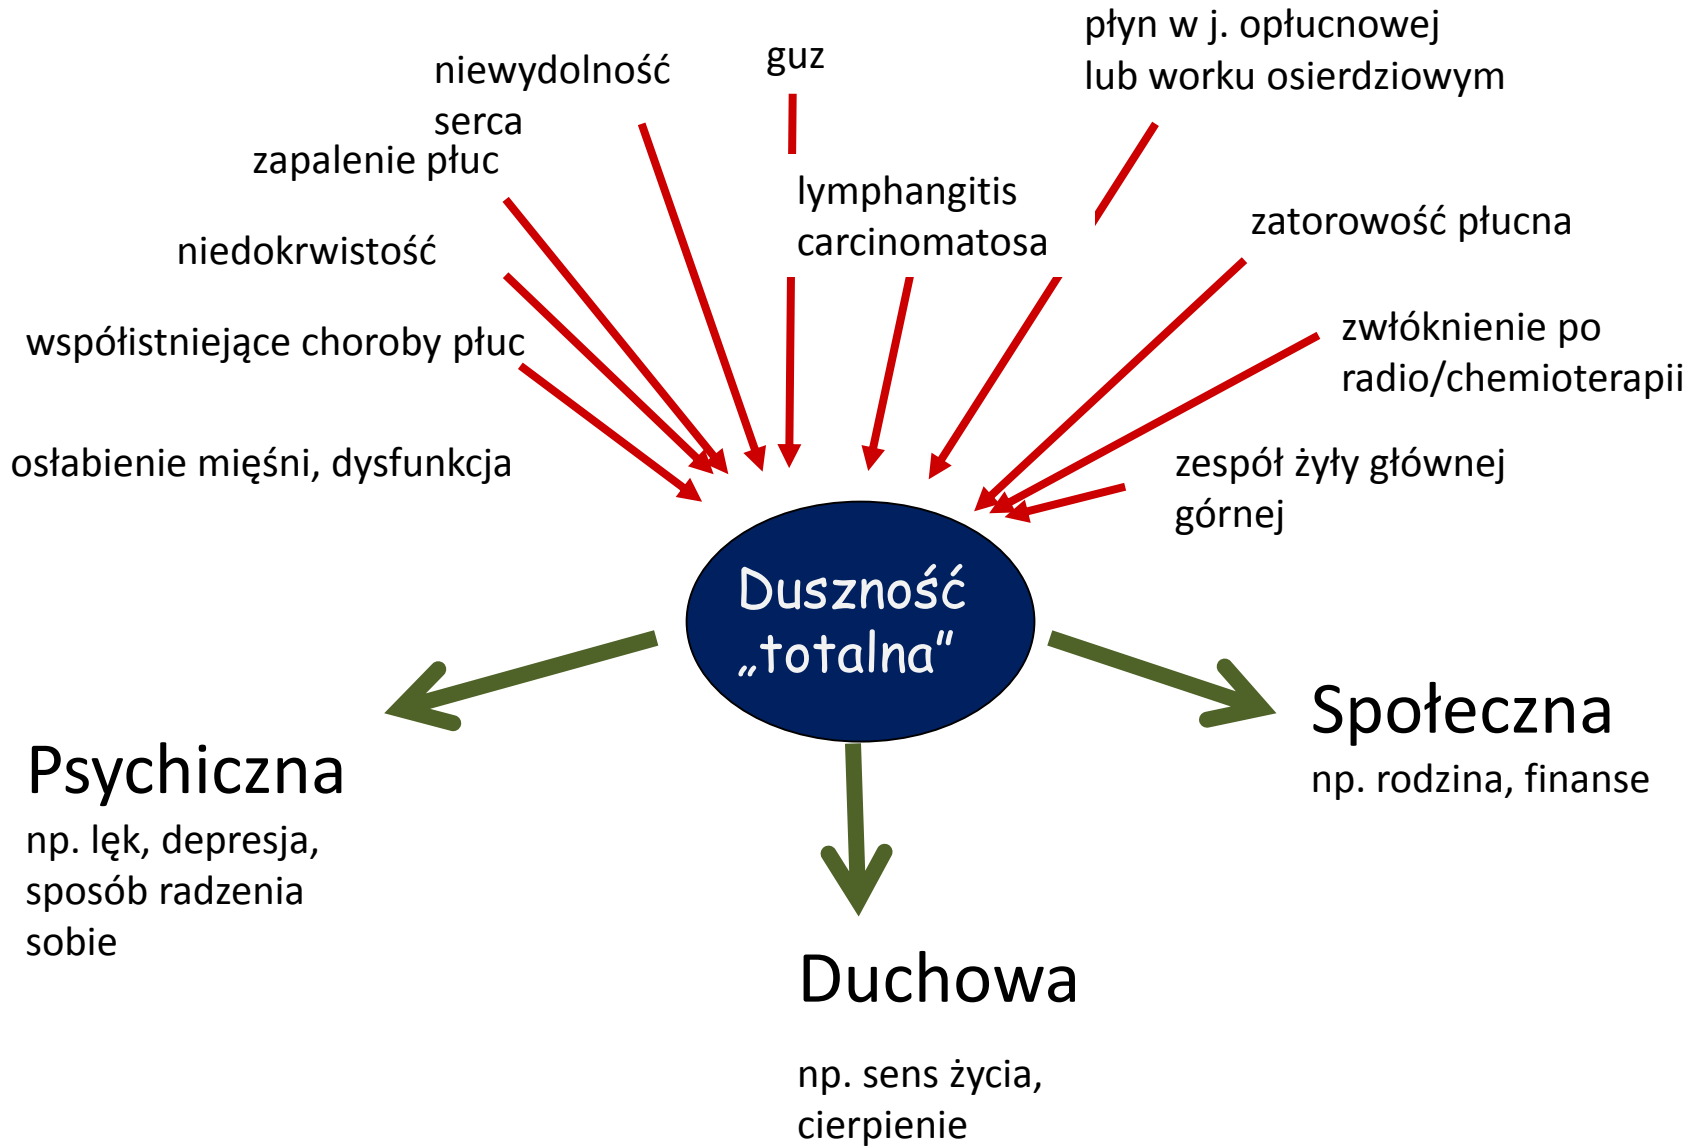 niewydolność
serca
guz
płyn w j. opłucnowej
lub worku osierdziowym
zapalenie płuc
lymphangitis
carcinomatosa
zatorowość płucna
niedokrwistość
współistniejące choroby płuc
zwłóknienie po
radio/chemioterapii
osłabienie mięśni, dysfunkcja
zespół żyły głównej
górnej
Duszność
„totalna”
Psychiczna
np. lęk, depresja,
sposób radzenia
sobie
Społeczna
np. rodzina, finanse
Duchowa
np. sens życia,
cierpienie